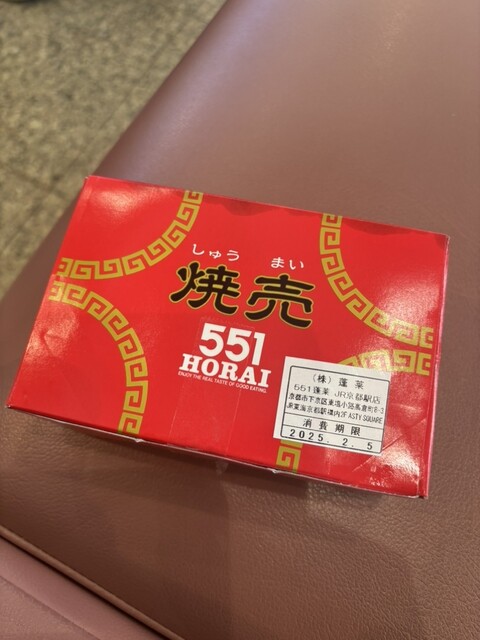 しゅう まい
焼売
551
HORAI
ENJOY THE REAL TASTE OF GOOD EATING.
(株) 蓬莱
551蓬莱 JR京都駅店
京都市下京区東塩小路高倉町8-3
JR東海京都駅構内2F ASTY SQUARE
消費期限
2025. 2. 5